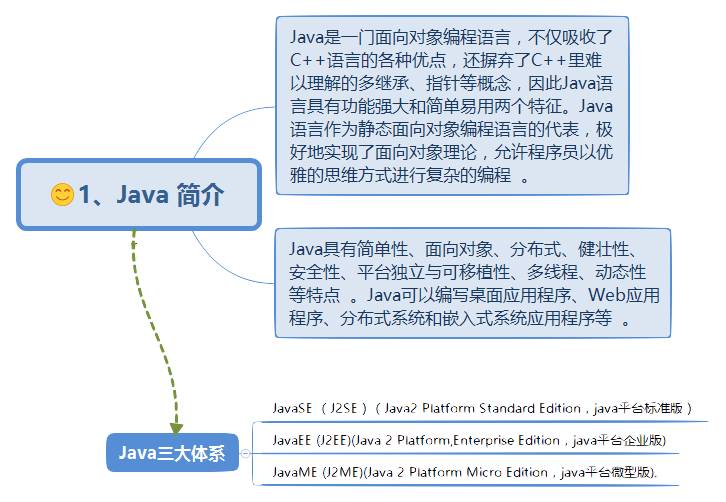 Java是一门面向对象编程语言，不仅吸收了
C++语言的各种优点，还摒弃了C++里难
以理解的多继承、指针等概念，因此Java语
言具有功能强大和简单易用两个特征。Java
语言作为静态面向对象编程语言的代表，极
好地实现了面向对象理论，允许程序员以优
雅的思维方式进行复杂的编程 。
😊1、Java 简介
Java具有简单性、面向对象、分布式、健壮性、
安全性、平台独立与可移植性、多线程、动态性
等特点 。Java可以编写桌面应用程序、Web应用
程序、分布式系统和嵌入式系统应用程序等 。
Java三大体系
JavaSE （J2SE）（Java2 Platform Standard Edition，java平台标准版）
JavaEE (J2EE)(Java 2 Platform,Enterprise Edition，java平台企业版)
JavaME (J2ME)(Java 2 Platform Micro Edition，java平台微型版).